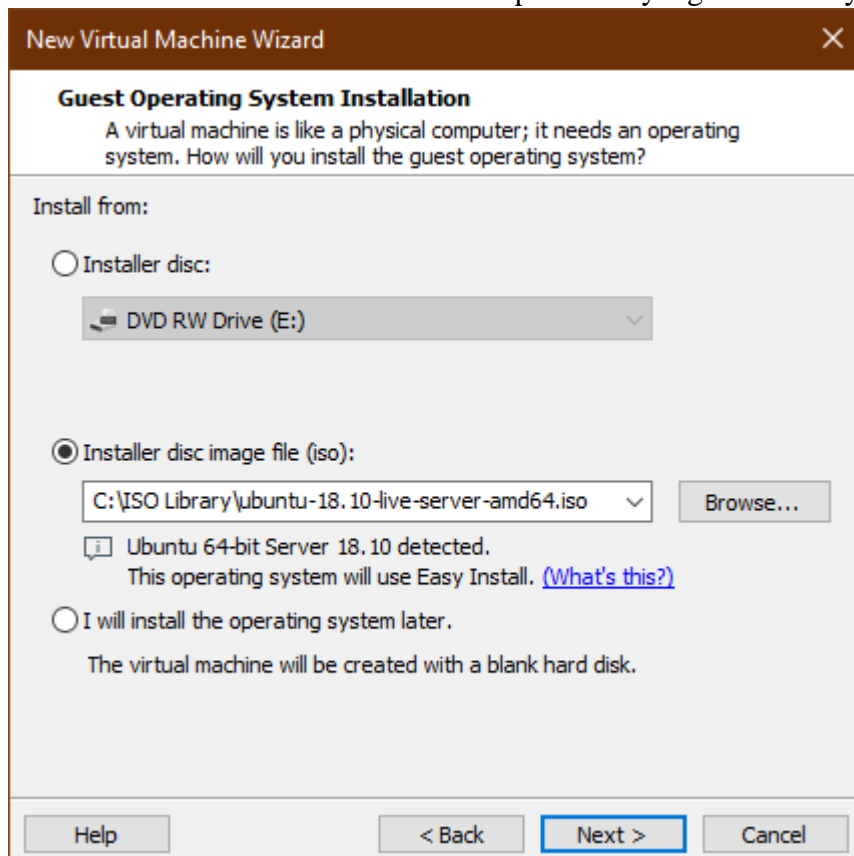 New Virtual Machine Wizard
Guest Operating System Installation
A virtual machine is like a physical computer; it needs an operating
system. How will you install the guest operating system?
Install from:
Installer disc:
DVD RW Drive (E:)
Installer disc image file (iso):
C:\ISO Library\ubuntu-18.10-live-server-amd64.iso
Browse...
Ubuntu 64-bit Server 18.10 detected.
This operating system will use Easy Install. (What's this?)
I will install the operating system later.
The virtual machine will be created with a blank hard disk.
Help
< Back
Next >
Cancel